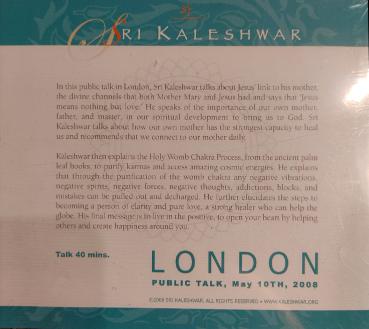 SRI KALESHWAR
In this public talk in London, Sri Kaleshwar talks about Jesus' link to his mother,
the divine channels that both Mother Mary and Jesus had and says that 'Jesus
means nothing but love.' He speaks of the importance of our own mother,
father, and master, in our spiritual development to bring us to God. Sri
Kaleshwar talks about how our own mother has the strongest capacity to heal
us and recommends that we connect to our mother daily.
Kaleshwar then explains the Holy Womb Chakra Process, from the ancient palm
leaf books, to purify karmas and access amazing cosmic energies. He explains
that through the purification of the womb chakra any negative vibrations,
negative spirits, negative forces, negative thoughts, addictions, blocks, and
mistakes can be pulled out and decharged. He further elucidates the steps to
becoming a person of clarity and pure love, a strong healer who can help the
globe. His final message is to live in the positive, to open your heart by helping
others and create happiness around you.
Talk 40 mins.
LONDON
PUBLIC TALK, May 10TH, 2008
©2008 SRI KALESHWAR, ALL RIGHTS RESERVED • WWW.KALESHWAR.ORG